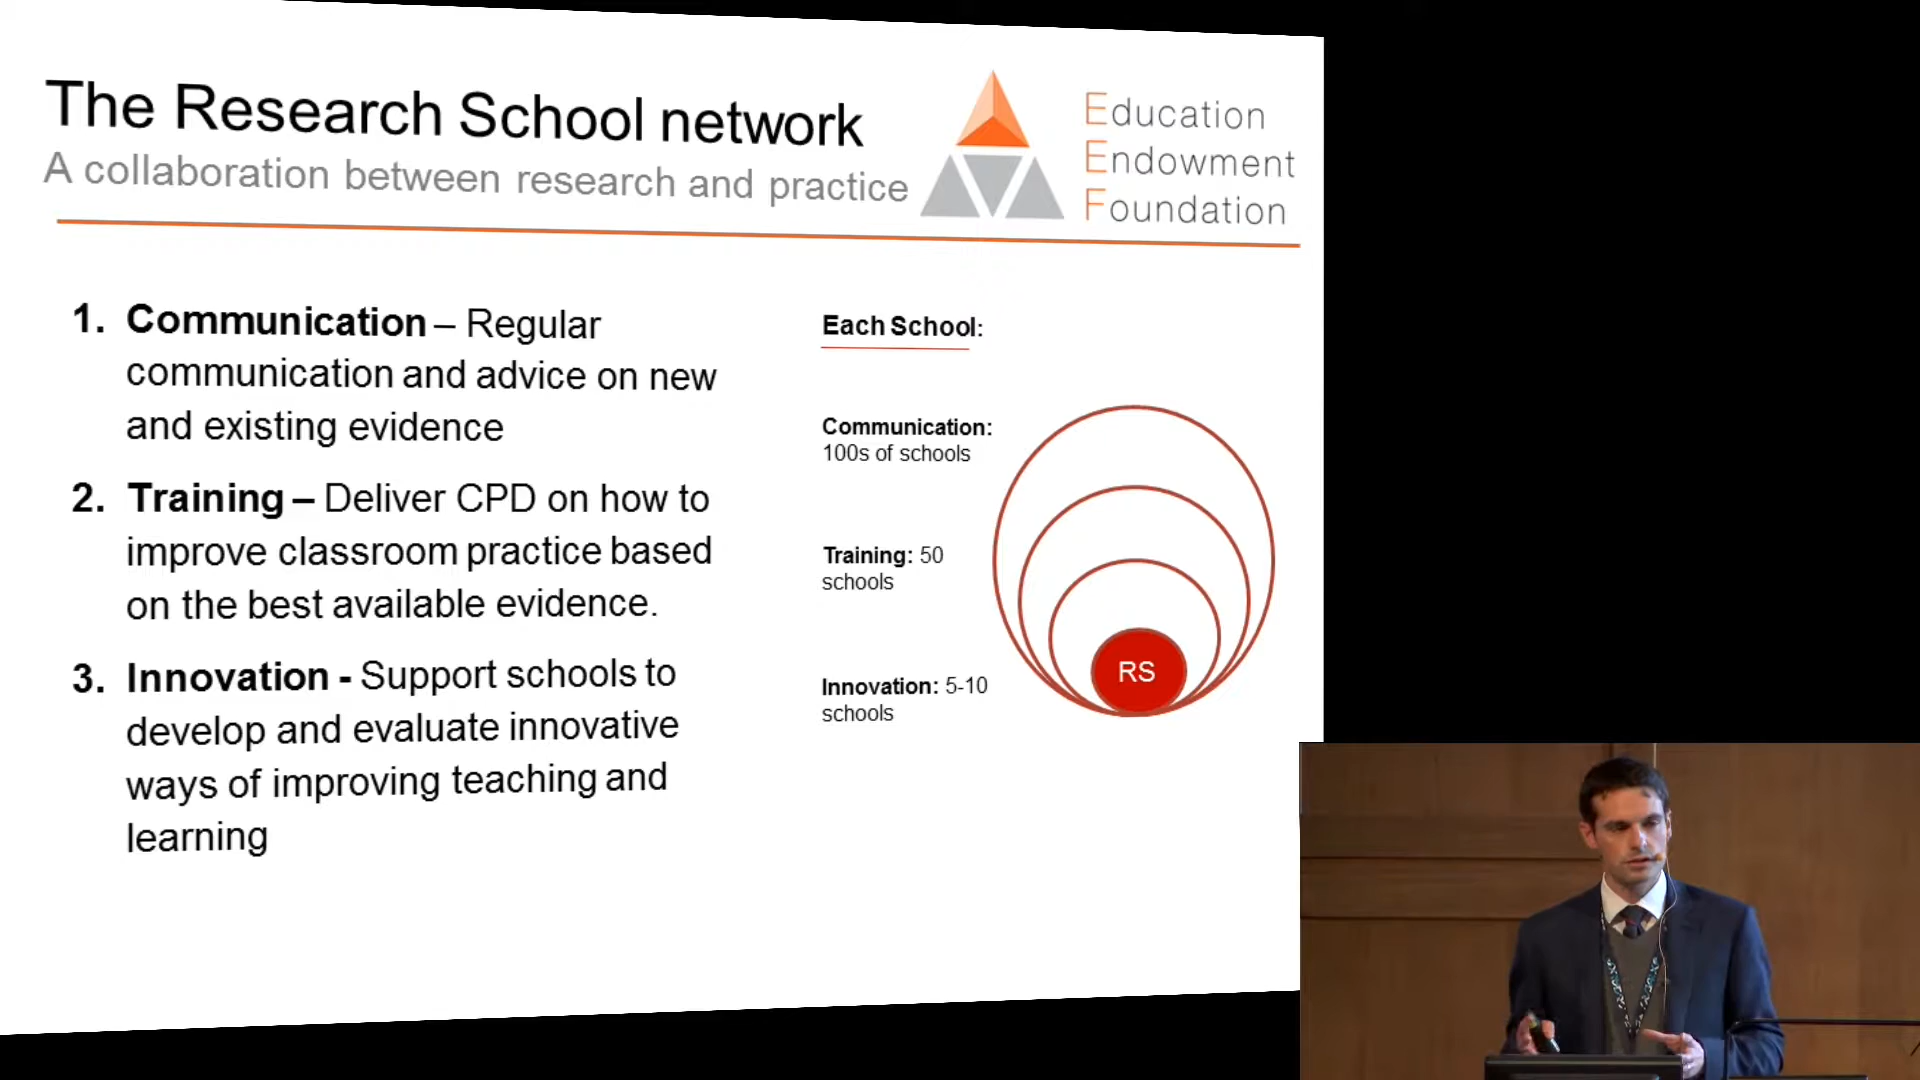 The Research School network
A collaboration between research and practice
Education
Endowment
Foundation
1. Communication – Regular
communication and advice on new
and existing evidence
2. Training – Deliver CPD on how to
improve classroom practice based
on the best available evidence.
3. Innovation - Support schools to
develop and evaluate innovative
ways of improving teaching and
learning
Each School:
Communication:
100s of schools
Training: 50
schools
Innovation: 5-10
schools
RS